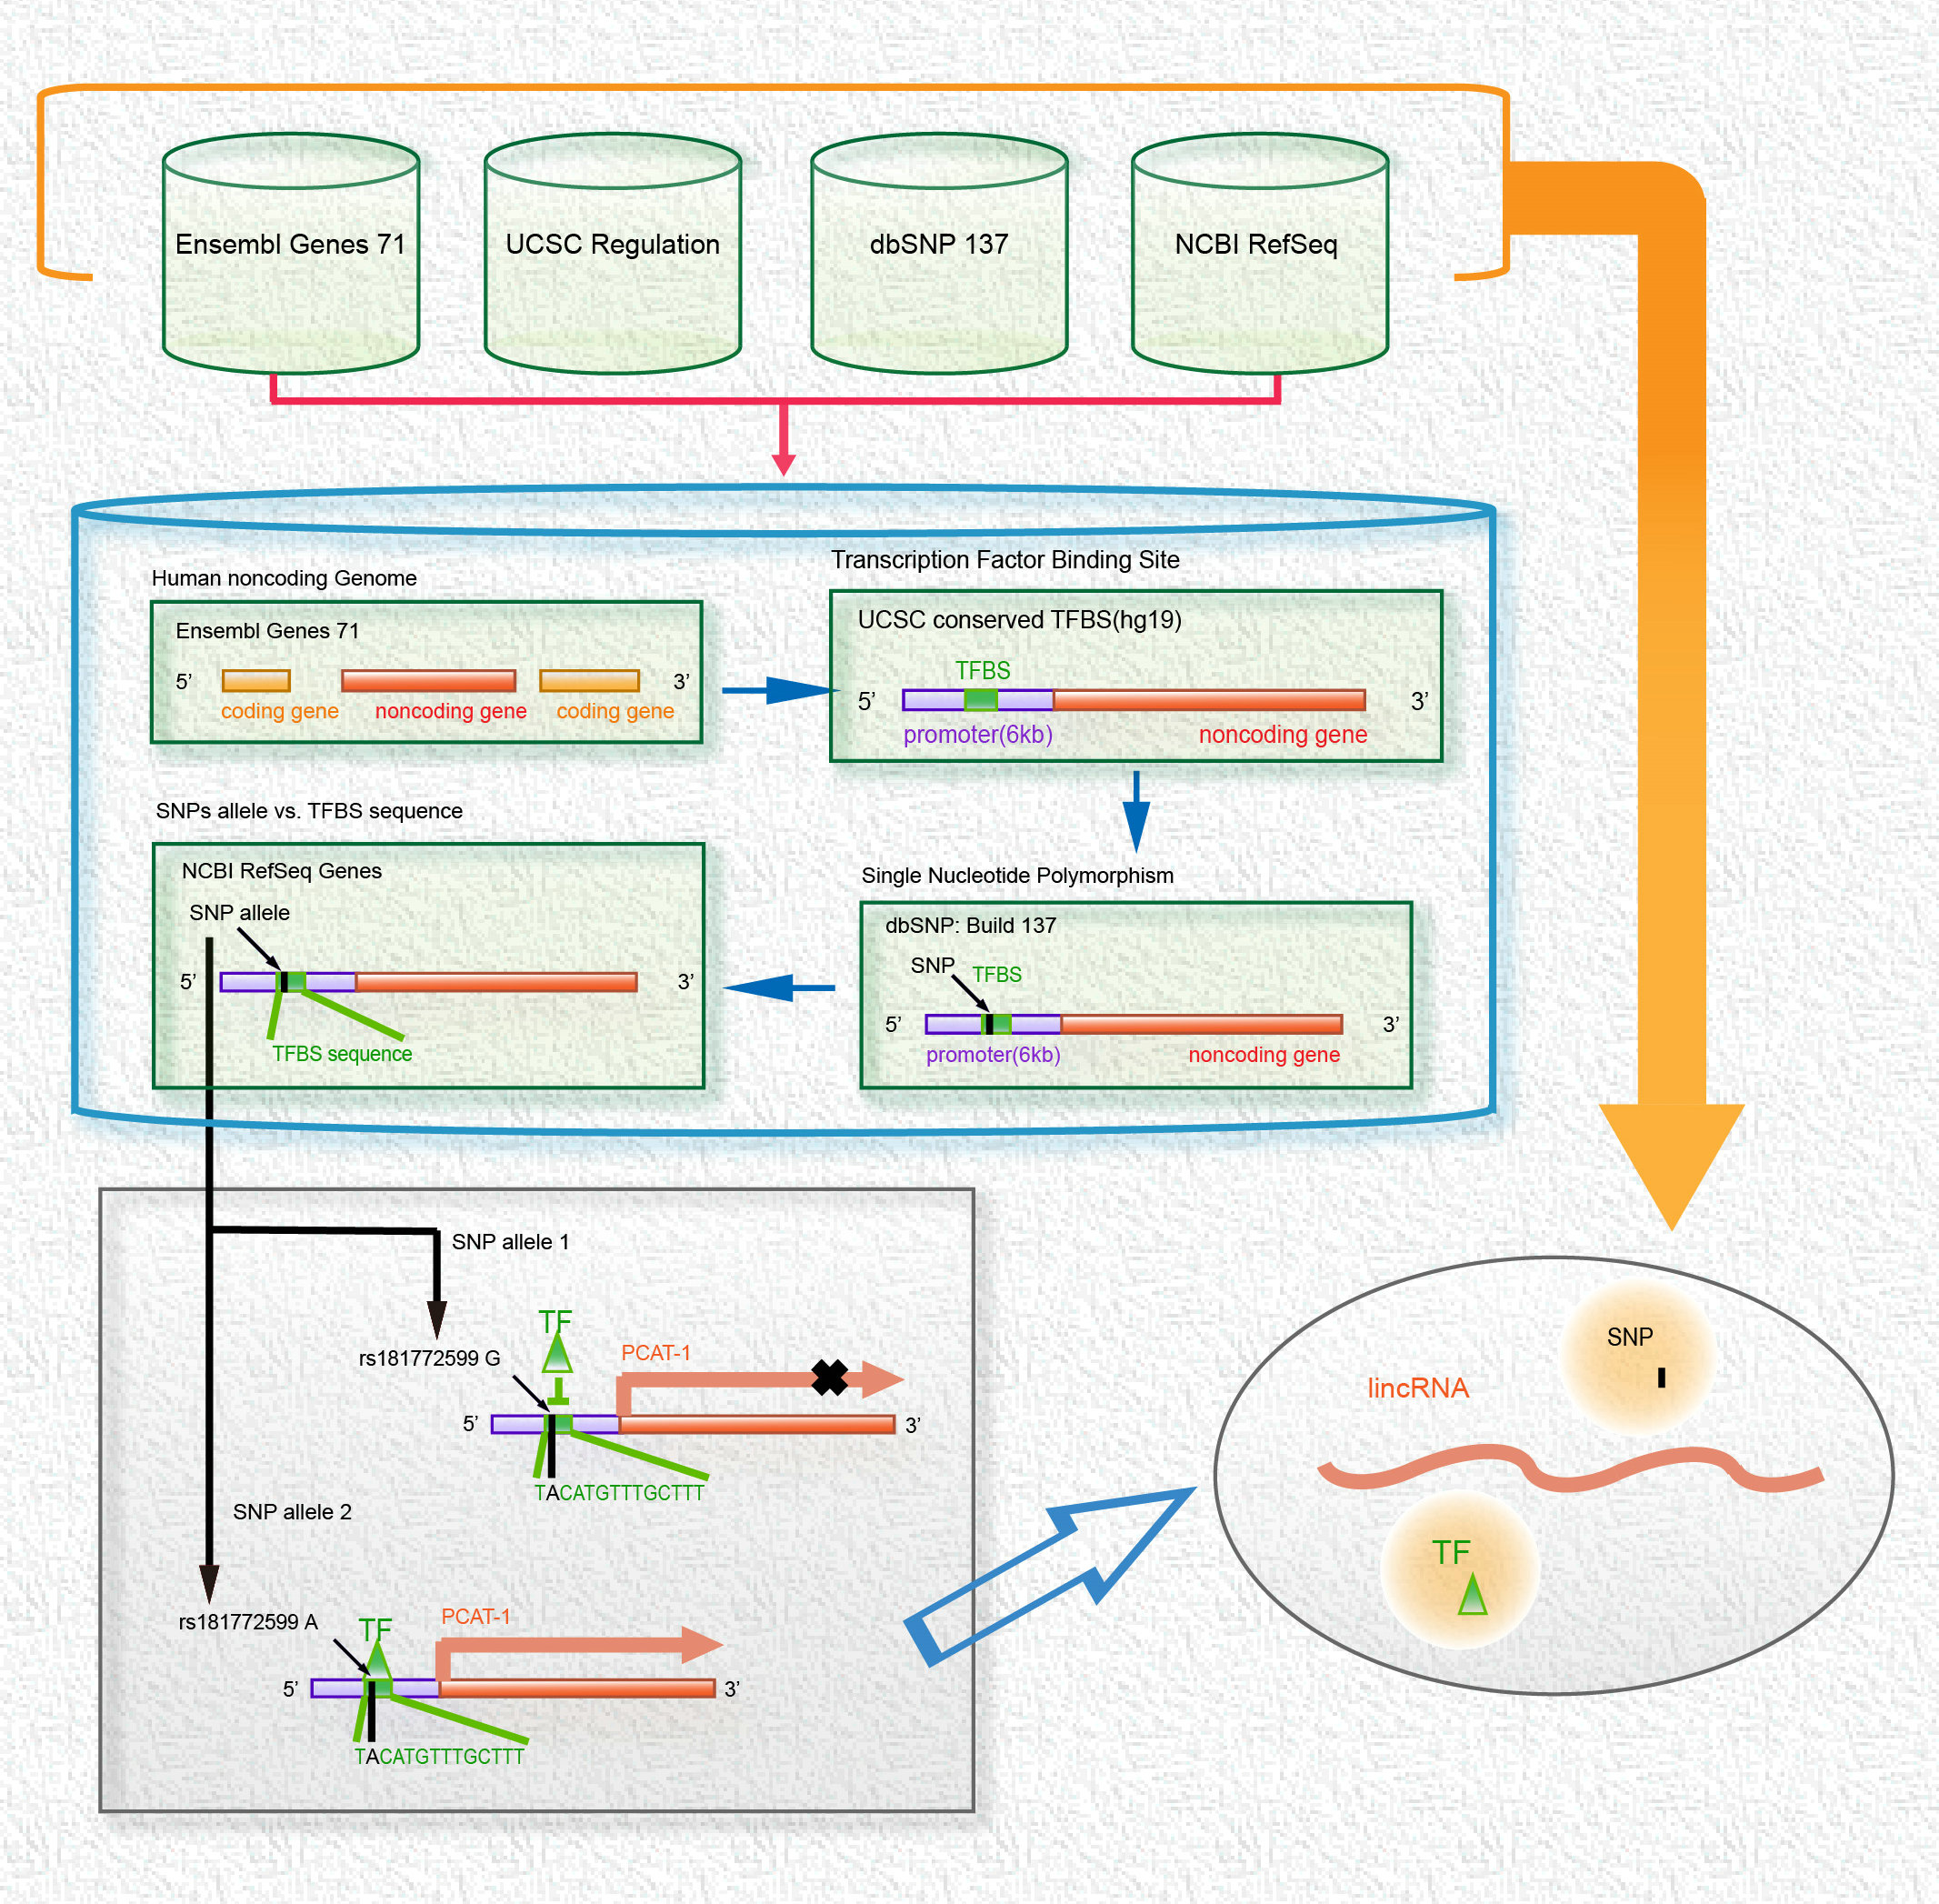 Ensembl Genes 71
UCSC Regulation
dbSNP 137
NCBI RefSeq
Human noncoding Genome
Ensembl Genes 71
5’
3’
coding gene
noncoding gene
coding gene
Transcription Factor Binding Site
UCSC conserved TFBS(hg19)
TFBS
5’
3’
promoter(6kb)
noncoding gene
SNPs allele vs. TFBS sequence
NCBI RefSeq Genes
SNP allele
5’
3’
TFBS sequence
Single Nucleotide Polymorphism
dbSNP: Build 137
SNP
TFBS
5’
3’
promoter(6kb)
noncoding gene
SNP allele 1
TF
rs181772599 G
PCAT-1
5’
3’
TACATGTTTGCTTT
SNP allele 2
rs181772599 A
TF
PCAT-1
5’
3’
TACATGTTTGCTTT
SNP
lincRNA
TF